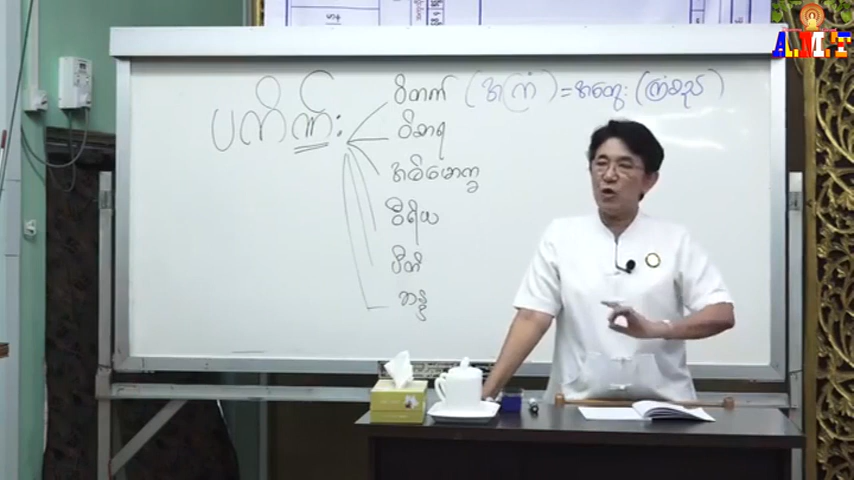 ပကိဏ်း
ဝိတက် (အကြံ) = အတွေး (ကြံစည်)
ဝိစာရ
အဓိမောက္ခ
ဝီရိယ
ပီတိ
ဆန္ဒ
A.M.T